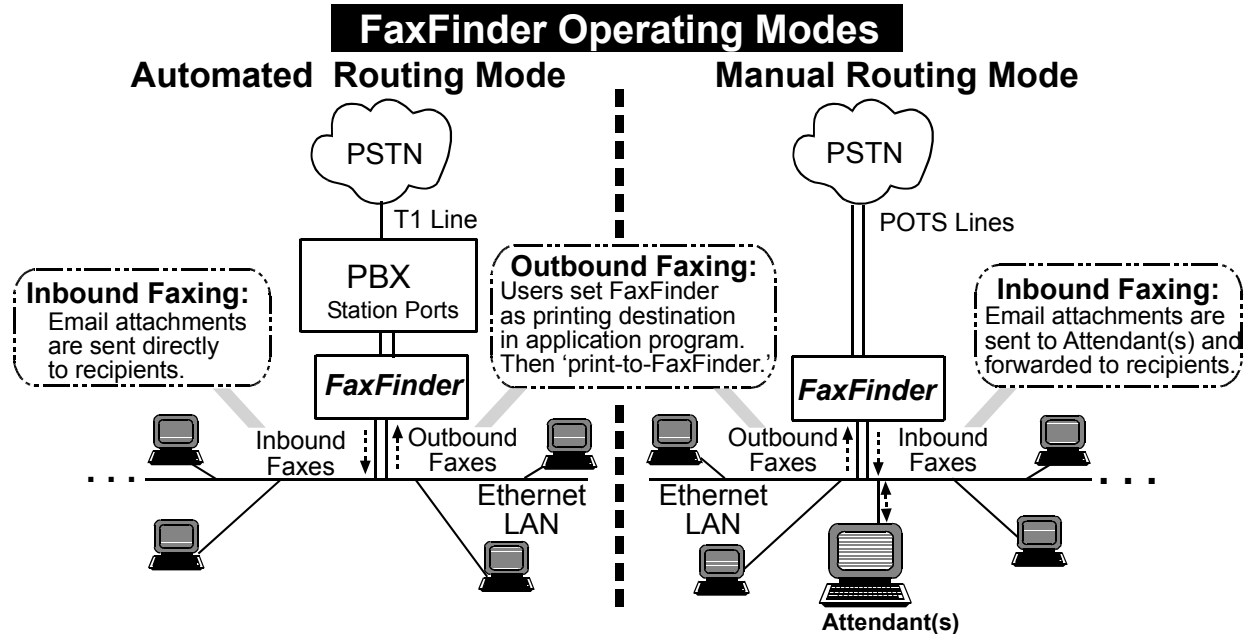 FaxFinder Operating Modes
Automated Routing Mode
PSTN
T1 Line
PBX
Station Ports
Inbound Faxing:
Email attachments
are sent directly
to recipients.
FaxFinder
Inbound
Faxes
Outbound
Faxes
. . .
Ethernet
LAN
Outbound Faxing:
Users set FaxFinder
as printing destination
in application program.
Then ‘print-to-FaxFinder.’
Manual Routing Mode
PSTN
POTS Lines
Inbound Faxing:
Email attachments are
sent to Attendant(s) and
forwarded to recipients.
FaxFinder
Outbound
Faxes
Inbound
Faxes
Ethernet
LAN
. . .
Attendant(s)